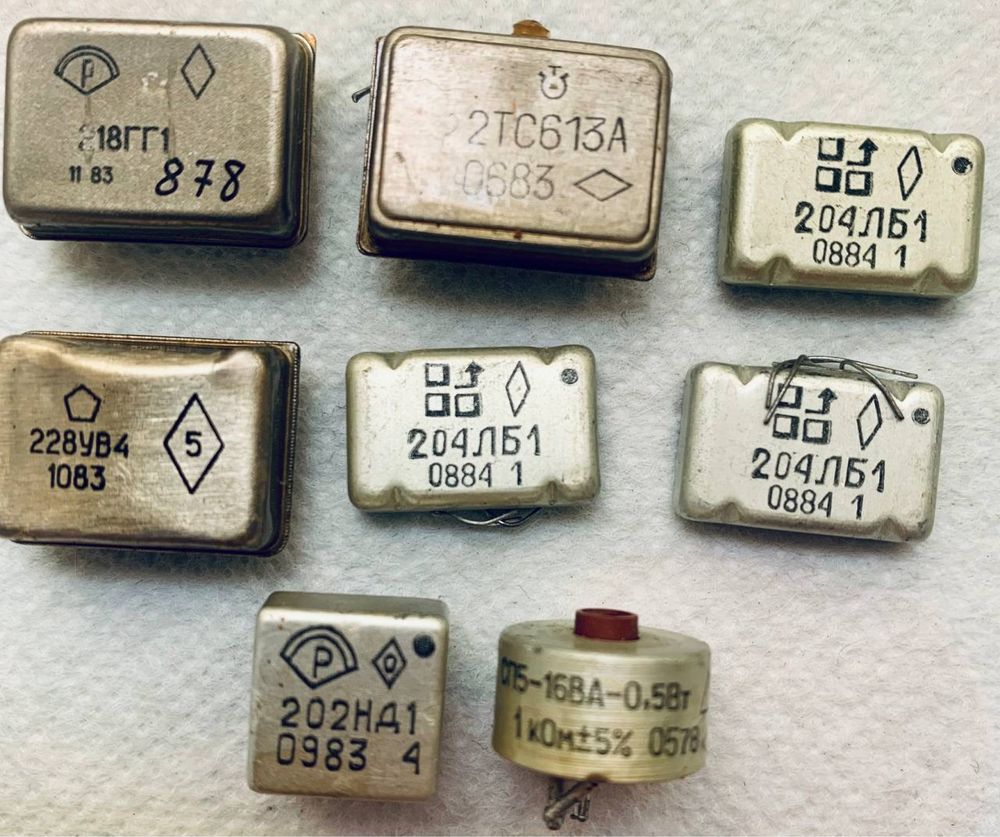 Р
218ГГ1
11 83
878
2ТС613А
0683
204ЛБ1
0884 1
5
228УВ4
1083
204ЛБ1
0884 1
204ЛБ1
0884 1
Р
О
202НД1
0983 4
СП5-16ВА-0,5Вт
1кОм±5% 0578